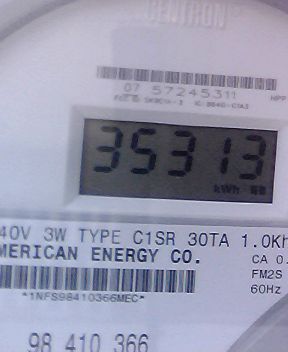 CENTRON
07 57245311
35313
kWh
40V 3W TYPE C1SR 30TA 1.0Kh
MERICAN ENERGY CO.
CA 0.
FM2S
60Hz
*1NFS98410366MEC*
98 410 366